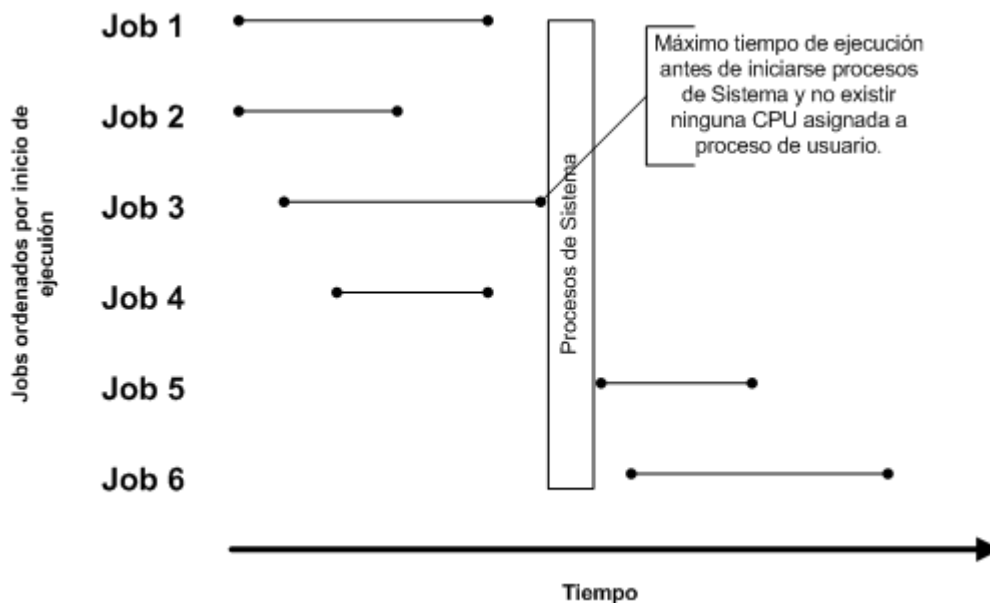 Jobs ordenados por inicio de
ejecuión
Job 1
Job 2
Job 3
Job 4
Job 5
Job 6
Procesos de Sistema
Máximo tiempo de ejecución
antes de iniciarse procesos
de Sistema y no existir
ninguna CPU asignada a
proceso de usuario.
Tiempo